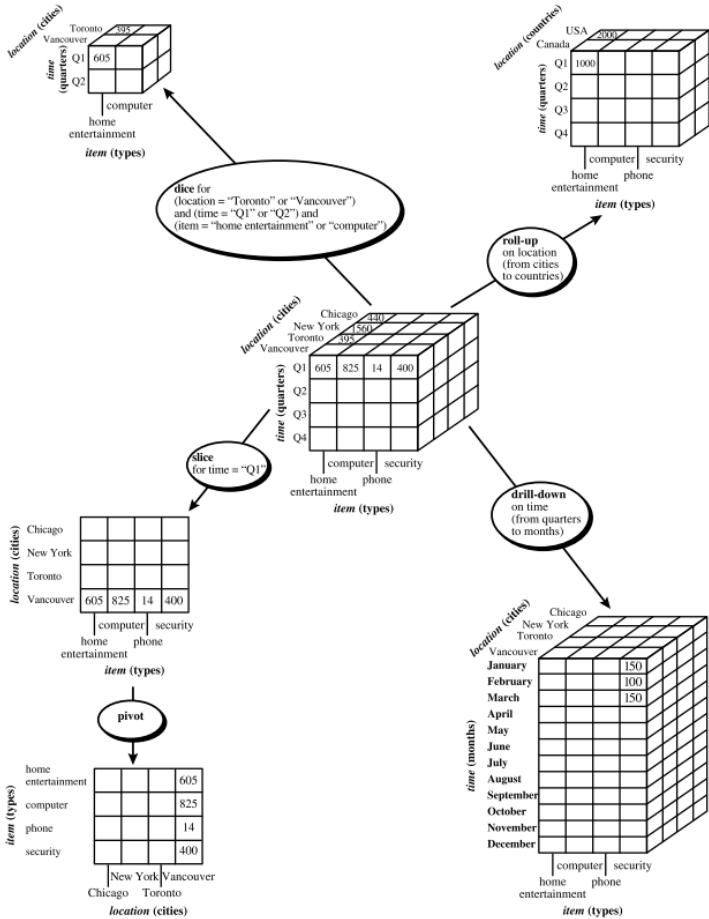 location (cities)
Toronto
395
Vancouver
time
(quarters)
Q1
605
Q2
computer
home
entertainment
item (types)
location (countries)
USA
2000
Canada
time (quarters)
Q1
1000
Q2
Q3
Q4
computer security
home
entertainment
phone
item (types)
dice for
(location = “Toronto” or “Vancouver”)
and (time = “Q1” or “Q2”) and
(item = “home entertainment” or “computer”)
roll-up
on location
(from cities
to countries)
location (cities)
Chicago
440
New York
1560
Toronto
395
Vancouver
time (quarters)
Q1
605 825 14 400
Q2
Q3
Q4
computer security
home
entertainment
phone
item (types)
slice
for time = “Q1”
drill-down
on time
(from quarters
to months)
location (cities)
Chicago
New York
Toronto
Vancouver
605 825 14 400
computer security
home
entertainment
phone
item (types)
pivot
item (types)
home
entertainment
605
computer
825
phone
14
security
400
New York Vancouver
Chicago Toronto
location (cities)
location (cities)
Chicago
New York
Toronto
Vancouver
time (months)
January
150
February
100
March
150
April
May
June
July
August
September
October
November
December
computer security
home
entertainment
phone
item (types)